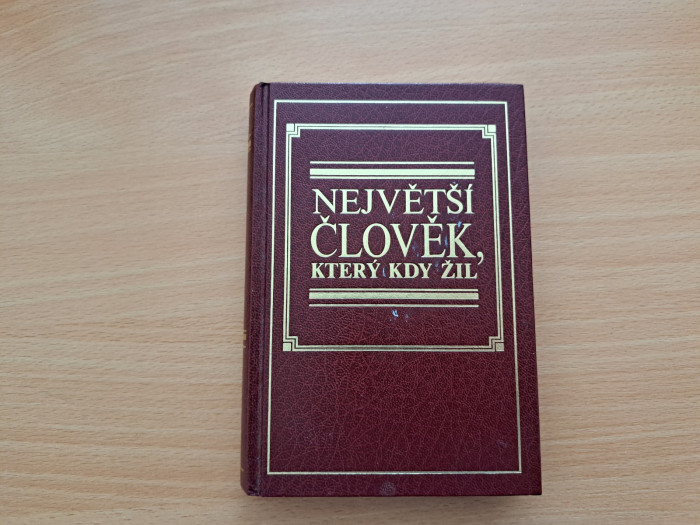 NEJVĚTŠÍ
ČLOVĚK,
KTERÝ KDY ŽIL